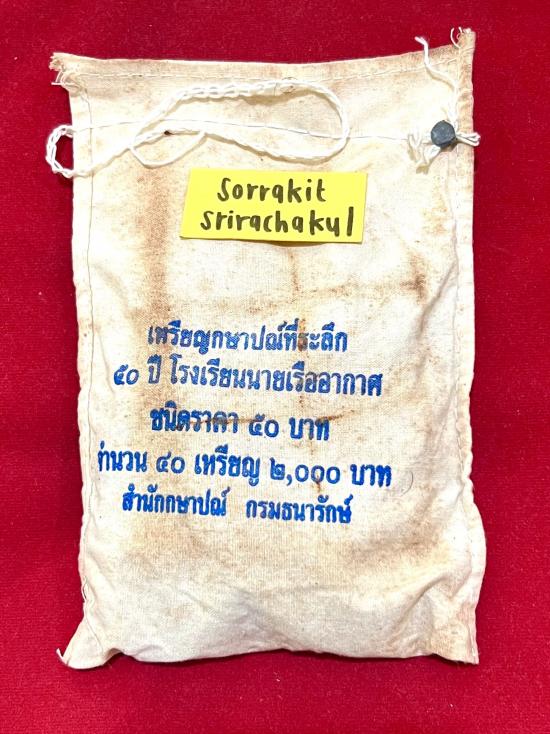 Sorrakit
Srirachakul
เหรียญกษาปณ์ที่ระลึก
๕๐ ปี โรงเรียนนายเรืออากาศ
ชนิดราคา ๕๐ บาท
จำนวน ๔๐ เหรียญ ๒,๐๐๐ บาท
สำนักกษาปณ์ กรมธนารักษ์